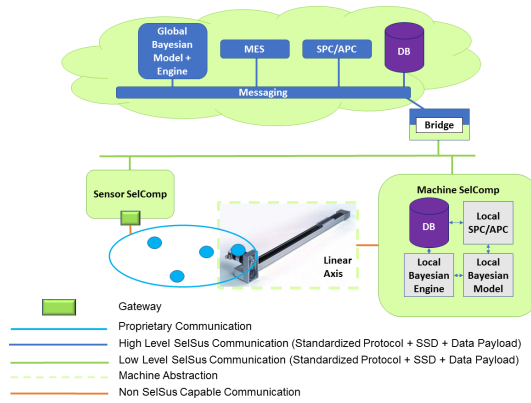 Global
Bayesian
Model +
Engine
MES
SPC/APC
DB
Messaging
Bridge
Sensor SelComp
Machine SelComp
DB
Local
SPC/APC
Linear
Axis
Local
Bayesian
Engine
Local
Bayesian
Model
Gateway
Proprietary Communication
High Level SelSus Communication (Standardized Protocol + SSD + Data Payload)
Low Level SelSus Communication (Standardized Protocol + SSD + Data Payload)
Machine Abstraction
Non SelSus Capable Communication